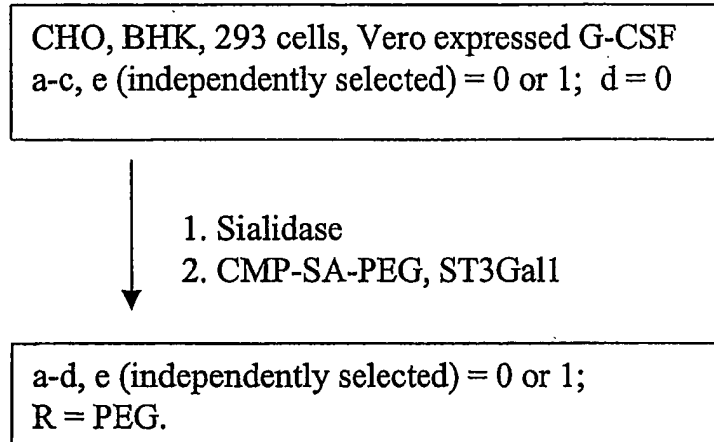 CHO, BHK, 293 cells, Vero expressed G-CSF
a-c, e (independently selected) = 0 or 1; d = 0
1. Sialidase
2. CMP-SA-PEG, ST3Gal1
a-d, e (independently selected) = 0 or 1;
R = PEG.